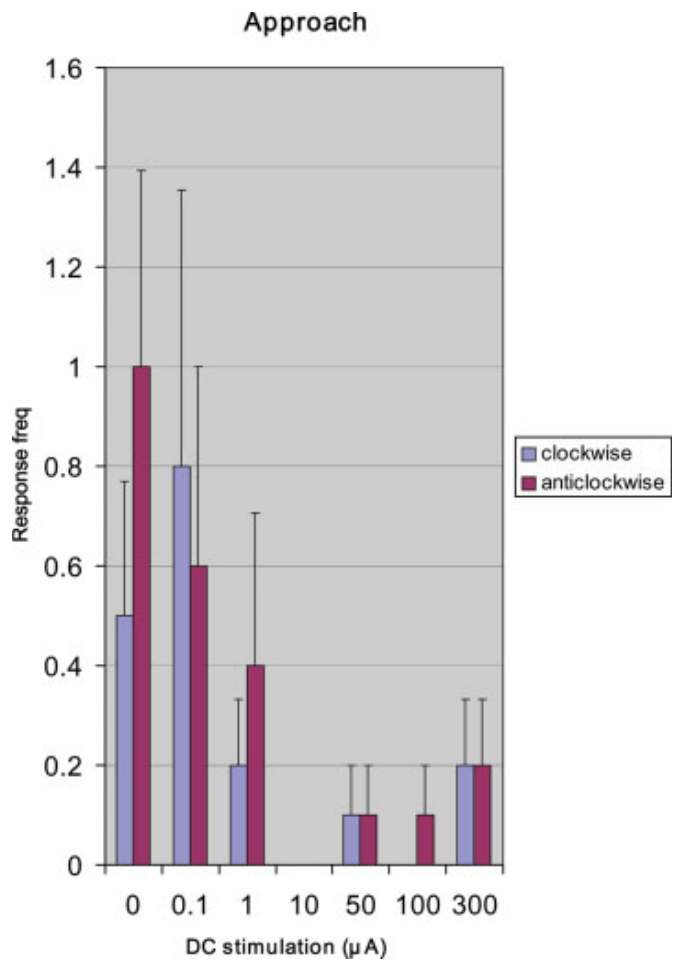 Approach
1.6
1.4
1.2
1
0.8
0.6
0.4
0.2
0
Response freq
0 0.1 1 10 50 100 300
DC stimulation (µA)
clockwise
anticlockwise